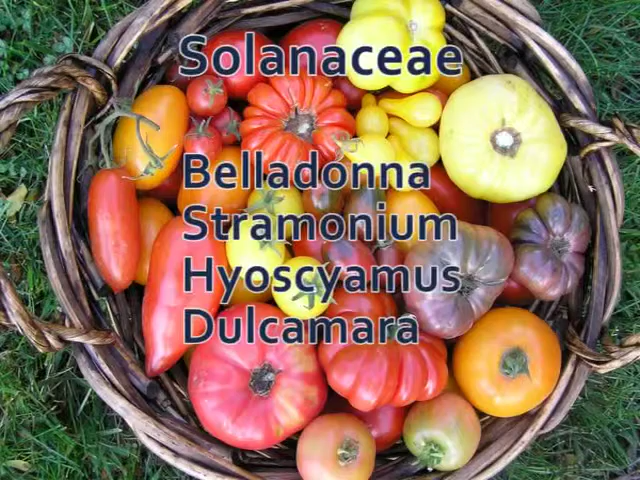 Solanaceae
Belladonna
Stramonium
Hyoscyamus
Dulcamara